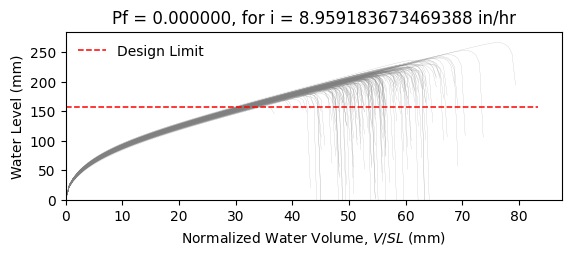 Pf = 0.000000, for i = 8.959183673469388 in/hr
Water Level (mm)
250
200
150
100
50
0
Design Limit
0 10 20 30 40 50 60 70 80
Normalized Water Volume, V/SL (mm)